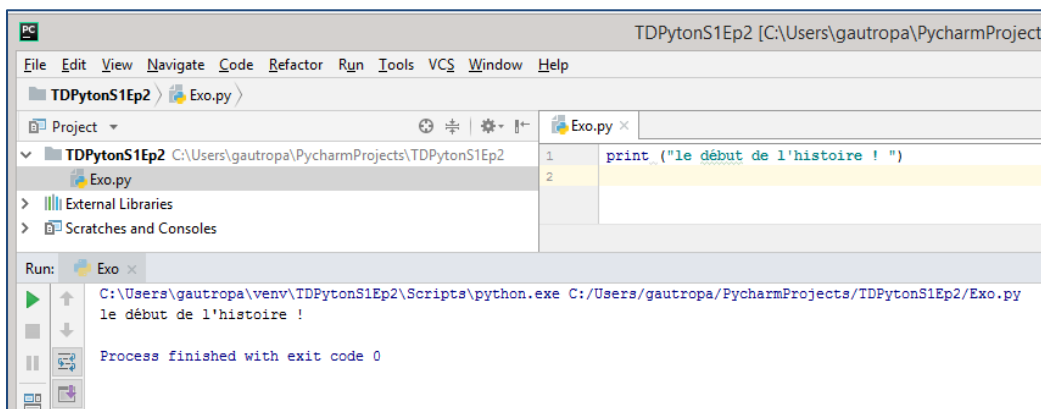 PC
TDPytonS1Ep2 [C:\Users\gautropa\PycharmProject
File Edit View Navigate Code Refactor Run Tools VCS Window Help
TDPytonS1Ep2 Exo.py
Project
Exo.py
TDPytonS1Ep2 C:\Users\gautropa\PycharmProjects\TDPytonS1Ep2
Exo.py
External Libraries
Scratches and Consoles
1 print ("le début de l'histoire ! ")
2
Run: Exo
C:\Users\gautropa\venv\TDPytonS1Ep2\Scripts\python.exe C:/Users/gautropa/PycharmProjects/TDPytonS1Ep2/Exo.py
le début de l'histoire !
Process finished with exit code 0